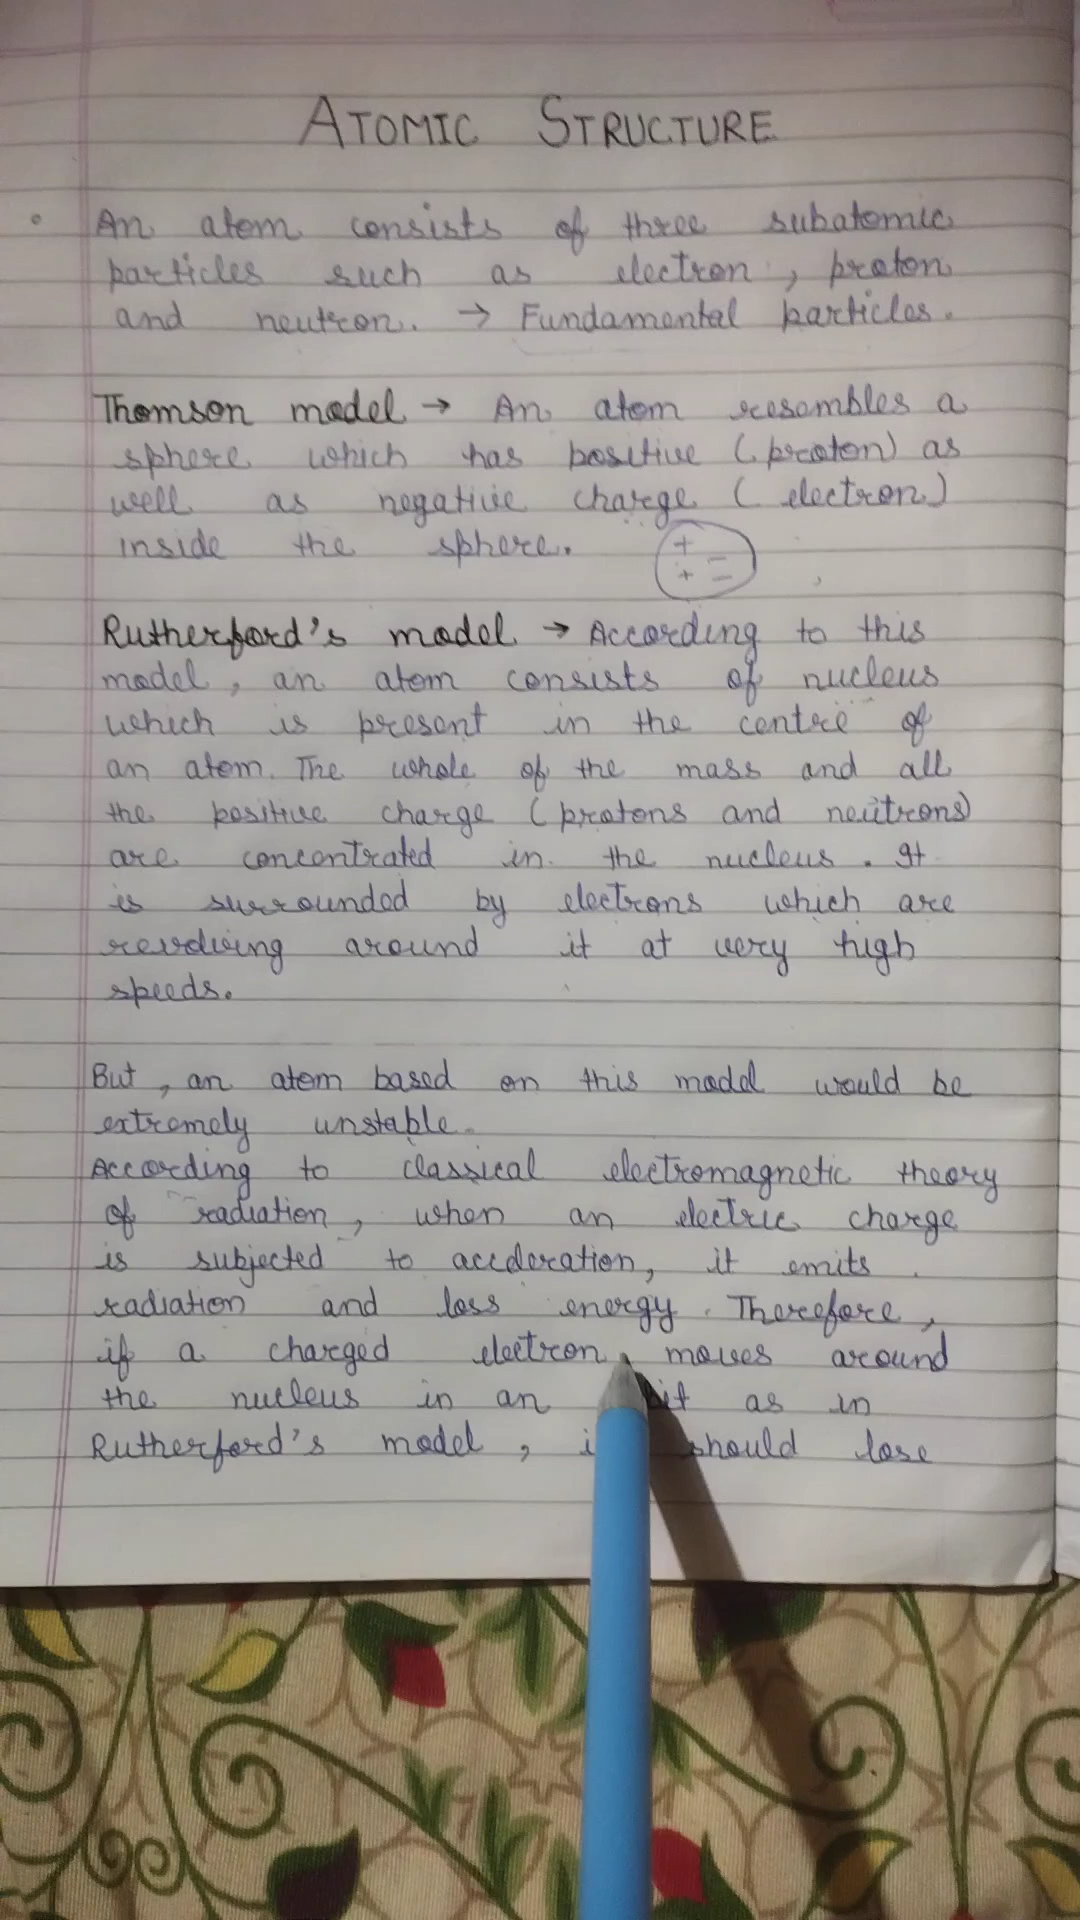 ATOMIC STRUCTURE
• An atom consists of three subatomic
particles such as electron, proton
and neutron. → Fundamental particles.
Thomson model → An atom resembles a
sphere which has positive (proton) as
well as negative charge (electron)
inside the sphere.
+ −
+ −
Rutherford's model → According to this
model, an atom consists of nucleus
which is present in the centre of
an atom. The whole of the mass and all
the positive charge (protons and neutrons)
are concentrated in the nucleus. It
is surrounded by electrons which are
revolving around it at very high
speeds.
But, an atom based on this model would be
extremely unstable.
According to classical electromagnetic theory
of radiation, when an electric charge
is subjected to acceleration, it emits
radiation and loss energy. Therefore,
if a charged electron moves around
the nucleus in an as in
Rutherford's model, should lose